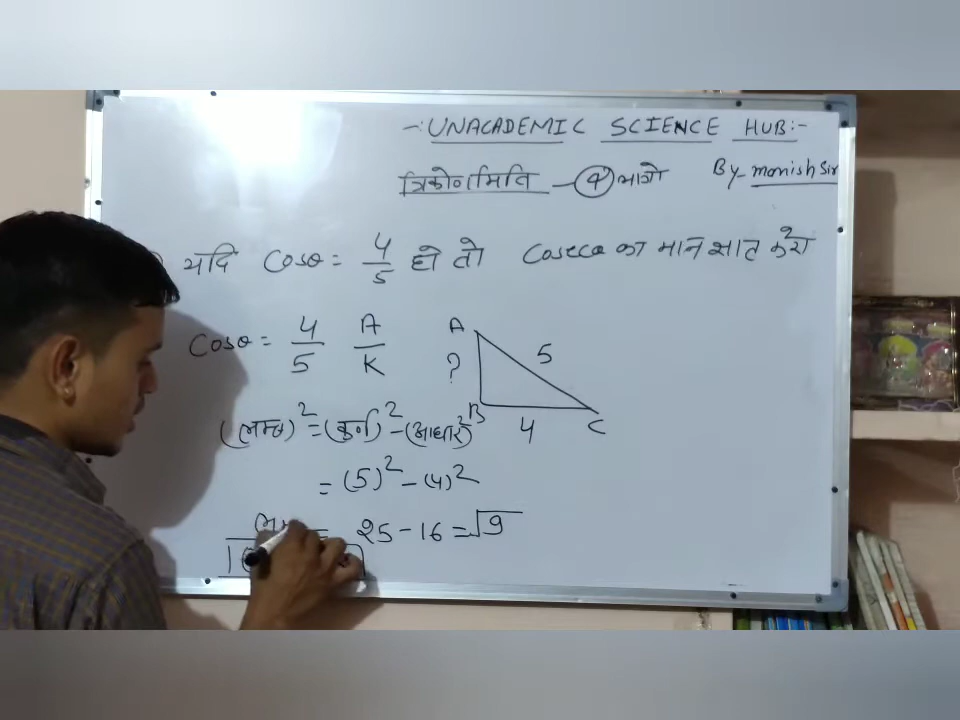 -: UNACADEMIC SCIENCE HUB:-
त्रिकोणमिति - 4 भागो By- monish Sir
यदि Cosθ = 4/5 हो तो Cosecθ का मान ज्ञात करो
Cosθ = 4/5 A/K
A
?
5
B
4
C
(लम्ब)² = (कर्ण)² - (आधार)²
= (5)² - (4)²
25 - 16 = √9